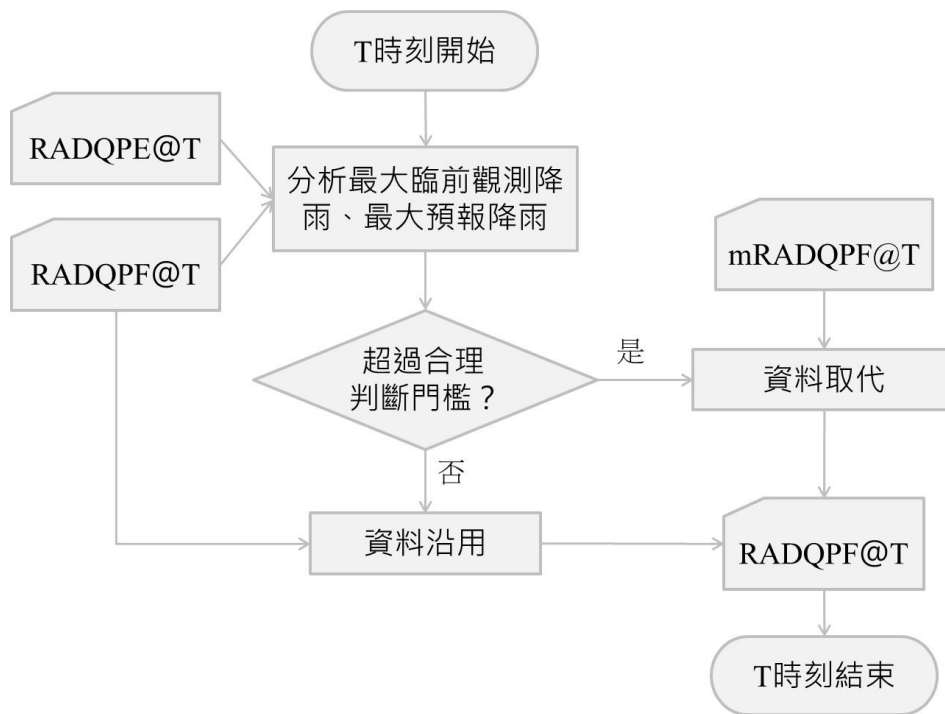 T時刻開始
RADQPE@T
分析最大臨前觀測降
雨、最大預報降雨
RADQPF@T
mRADQPF@T
超過合理
判斷門檻？
是
資料取代
否
資料沿用
RADQPF@T
T時刻結束